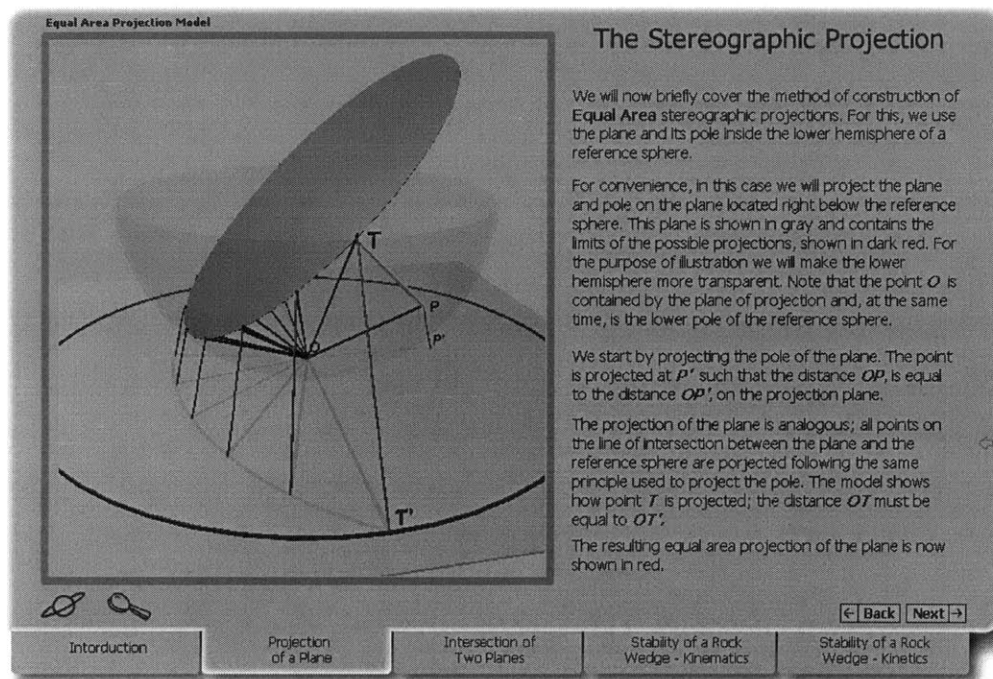 Equal Area Projection Model
The Stereographic Projection
We will now briefly cover the method of construction of
Equal Area stereographic projections. For this, we use
the plane and its pole inside the lower hemisphere of a
reference sphere.
For convenience, in this case we will project the plane
and pole on the plane located right below the reference
sphere. This plane is shown in gray and contains the
limits of the possible projections, shown in dark red. For
the purpose of illustration we will make the lower
hemisphere more transparent. Note that the point O is
contained by the plane of projection and, at the same
time, is the lower pole of the reference sphere.
We start by projecting the pole of the plane. The point
is projected at P' such that the distance OP, is equal
to the distance OP', on the projection plane.
The projection of the plane is analogous; all points on
the line of intersection between the plane and the
reference sphere are porjected following the same
principle used to project the pole. The model shows
how point T is projected; the distance OT must be
equal to OT'.
The resulting equal area projection of the plane is now
shown in red.
T
P
P'
O
T'
← Back Next →
Intorduction
Projection
of a Plane
Intersection of
Two Planes
Stability of a Rock
Wedge - Kinematics
Stability of a Rock
Wedge - Kinetics